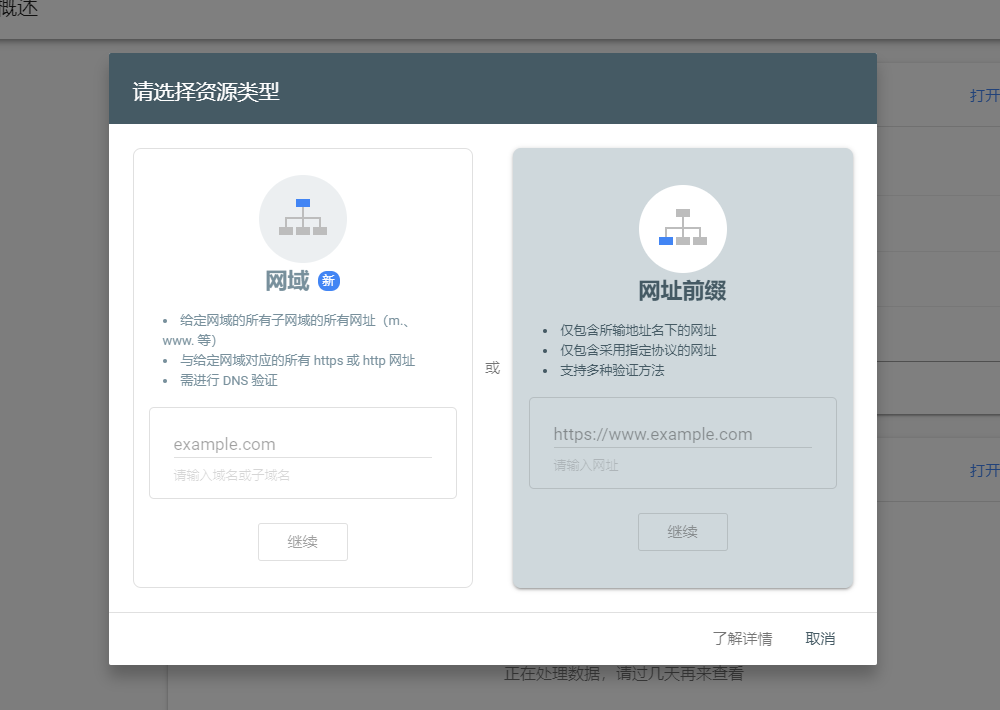 概述
打开
请选择资源类型
网域 新
给定网域的所有子网域的所有网址（m.、
www. 等）
与给定网域对应的所有 https 或 http 网址
需进行 DNS 验证
example.com
请输入域名或子域名
继续
或
网址前缀
仅包含所输地址名下的网址
仅包含采用指定协议的网址
支持多种验证方法
https://www.example.com
请输入网址
继续
打开
了解详情
取消
正在处理数据，请过几天再来查看